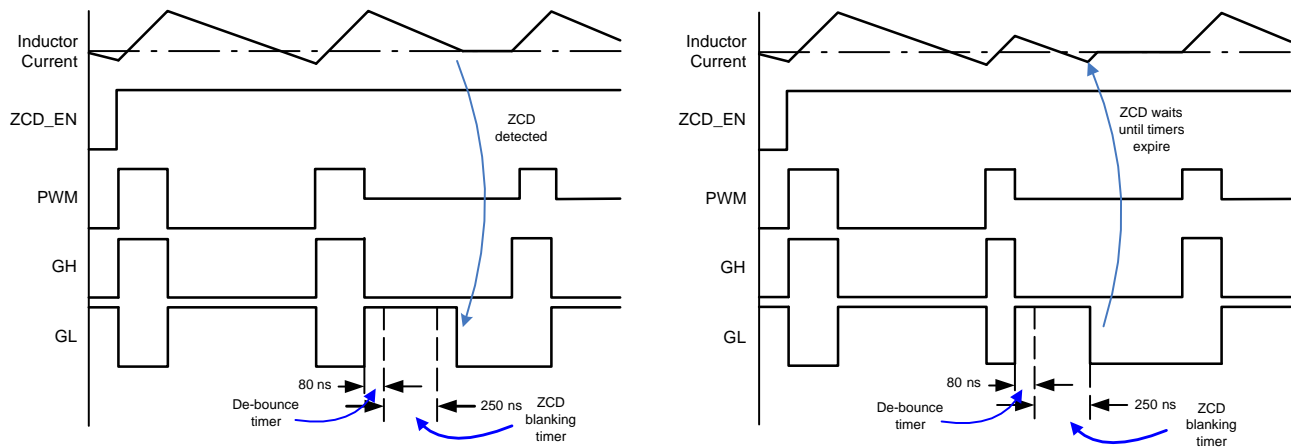 Inductor
Current
ZCD_EN
ZCD
detected
PWM
GH
GL
80 ns
De-bounce
timer
250 ns
ZCD
blanking
timer
Inductor
Current
ZCD_EN
ZCD waits
until timers
expire
PWM
GH
GL
80 ns
De-bounce
timer
250 ns
ZCD
blanking
timer